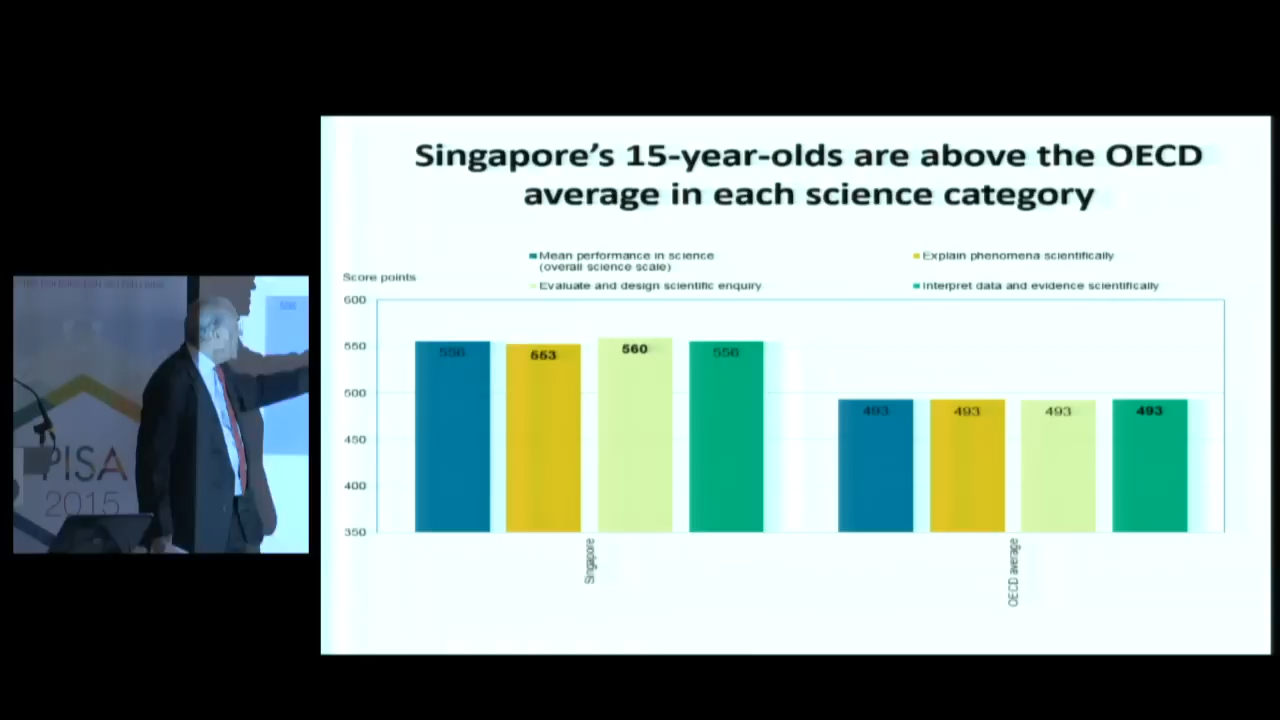 Singapore's 15-year-olds are above the OECD
average in each science category
Mean performance in science
(overall science scale)
Explain phenomena scientifically
Score points
Evaluate and design scientific enquiry
Interpret data and evidence scientifically
600
550
500
450
400
350
556
553
560
556
493
493
493
493
Singapore
OECD average
PISA
2015